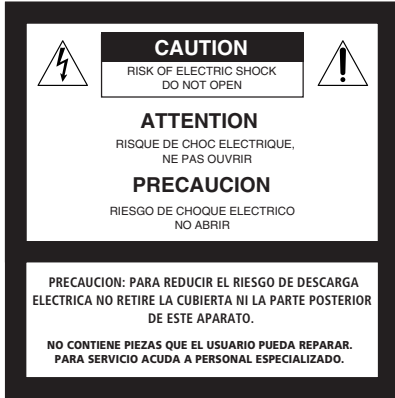 CAUTION
RISK OF ELECTRIC SHOCK
DO NOT OPEN
ATTENTION
RISQUE DE CHOC ELECTRIQUE,
NE PAS OUVRIR
PRECAUCION
RIESGO DE CHOQUE ELECTRICO
NO ABRIR
PRECAUCION: PARA REDUCIR EL RIESGO DE DESCARGA
ELECTRICA NO RETIRE LA CUBIERTA NI LA PARTE POSTERIOR
DE ESTE APARATO.
NO CONTIENE PIEZAS QUE EL USUARIO PUEDA REPARAR.
PARA SERVICIO ACUDA A PERSONAL ESPECIALIZADO.